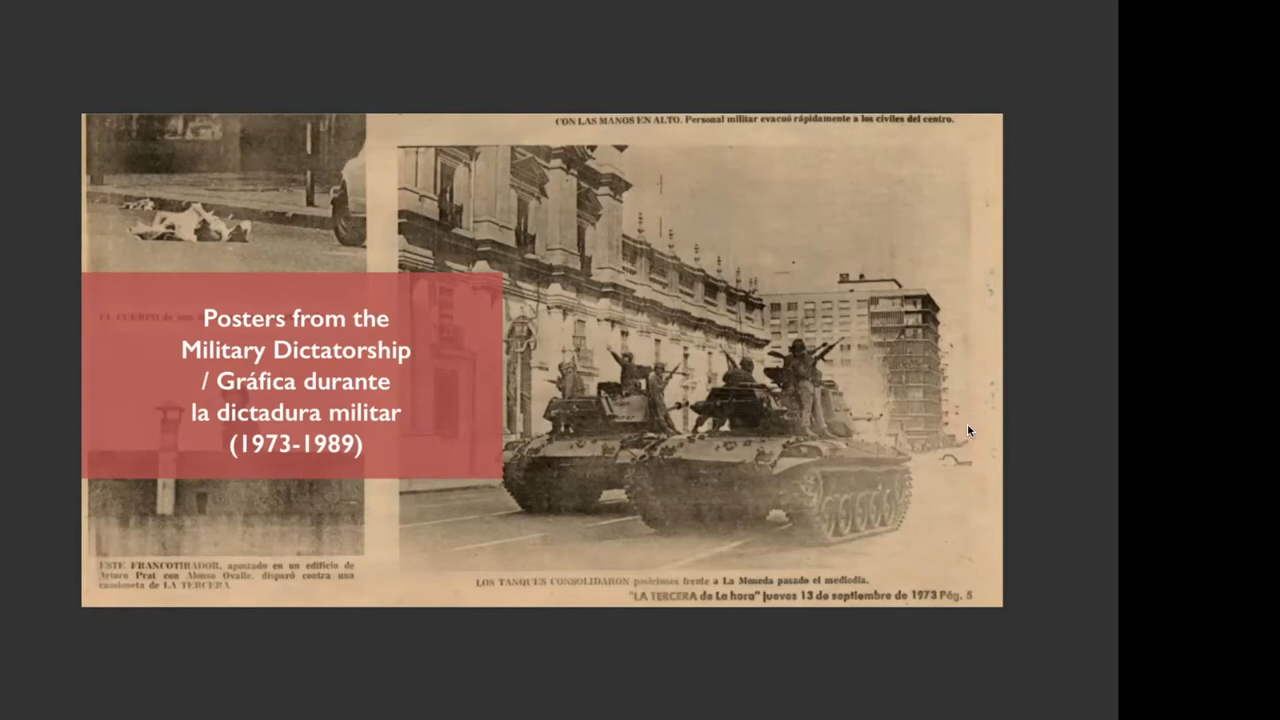 CON LAS MANOS EN ALTO. Personal militar evacuó rápidamente a los civiles del centro.
EL CUERPO de
Posters from the
Military Dictatorship
/ Gráfica durante
la dictadura militar
(1973-1989)
ESTE FRANCOTIRADOR, apostado en un edificio de
Arturo Prat con Alonso Ovalle, disparó contra una
camioneta de LA TERCERA.
LOS TANQUES CONSOLIDARON posiciones frente a La Moneda pasado el mediodía.
"LA TERCERA de La hora" Jueves 13 de septiembre de 1973 Pág. 5